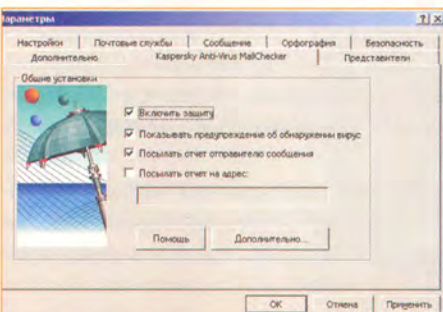 Параметры
Настройки Почтовые службы Сообщение Орфография Безопасность
Дополнительно Kaspersky Anti-Virus MailChecker Представители
Общие установки
Включить защиту
Показывать предупреждение об обнаружении вирус
Посылать отчет отправителю сообщения
Посылать отчет на адрес:
Помощь Дополнительно...
ОК Отмена Применить